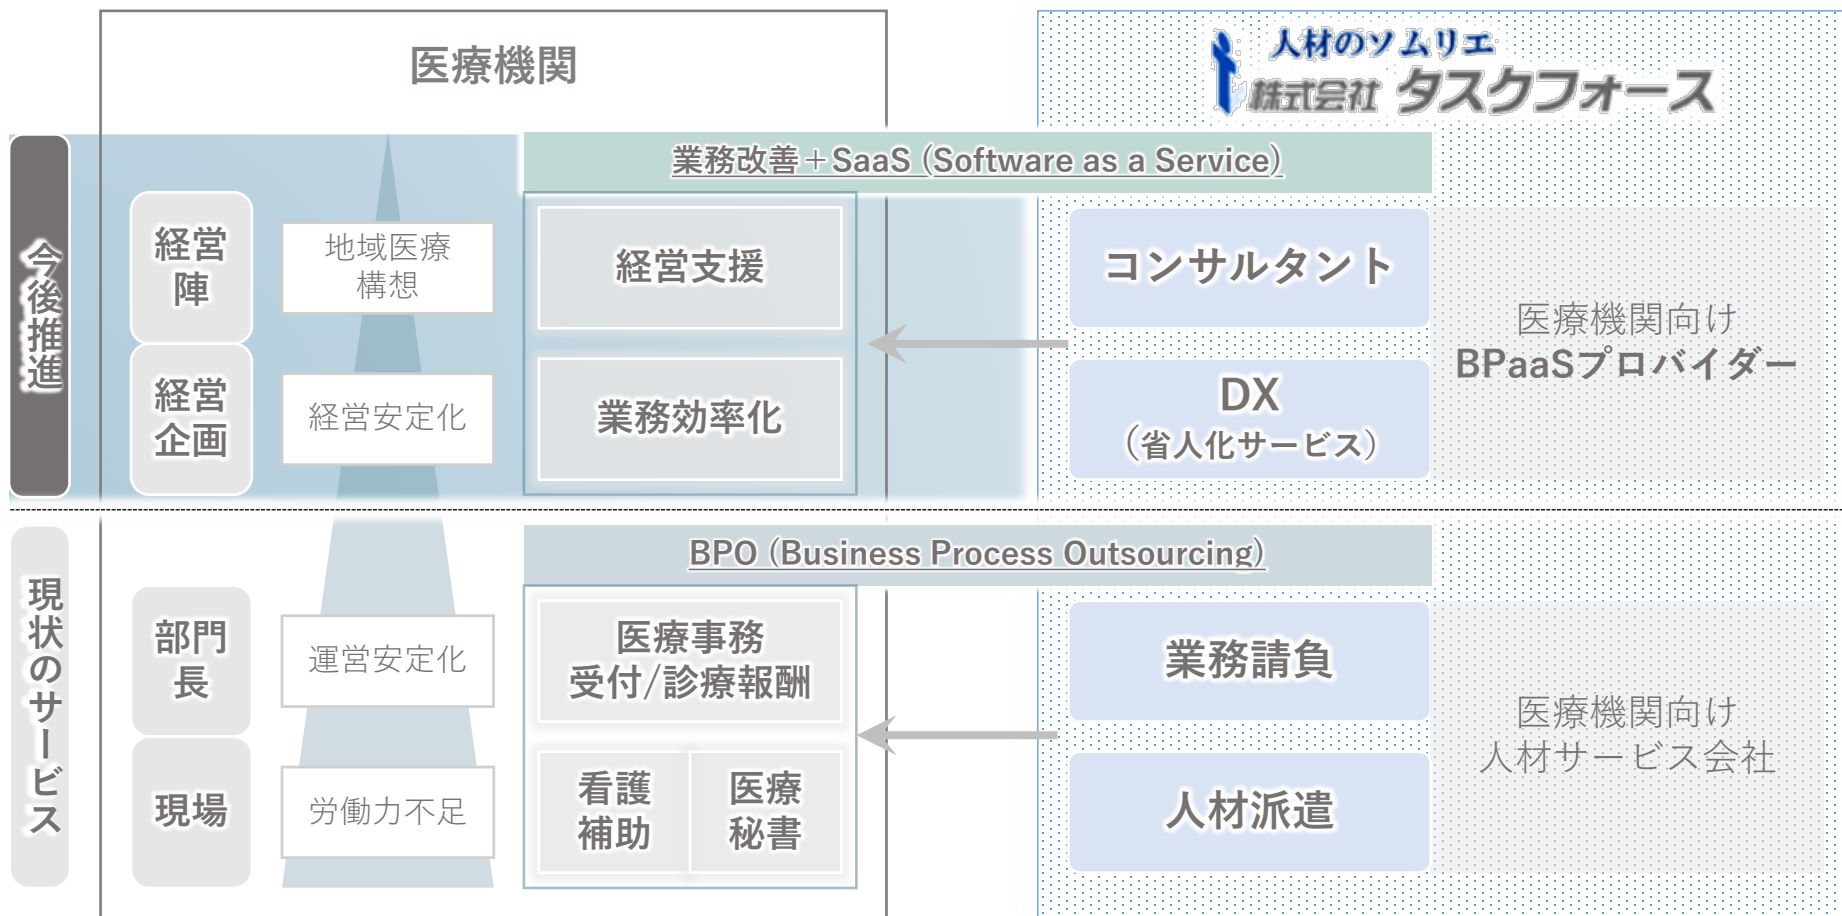 医療機関
人材のソムリエ
株式会社 タスクフォース
今後推進
業務改善+SaaS (Software as a Service)
経営
陣
地域医療
構想
経営支援
コンサルタント
経営
企画
経営安定化
業務効率化
DX
（省人化サービス）
医療機関向け
BPaaSプロバイダー
現状のサービス
BPO (Business Process Outsourcing)
部門
長
運営安定化
医療事務
受付/診療報酬
業務請負
現場
労働力不足
看護
補助
医療
秘書
人材派遣
医療機関向け
人材サービス会社